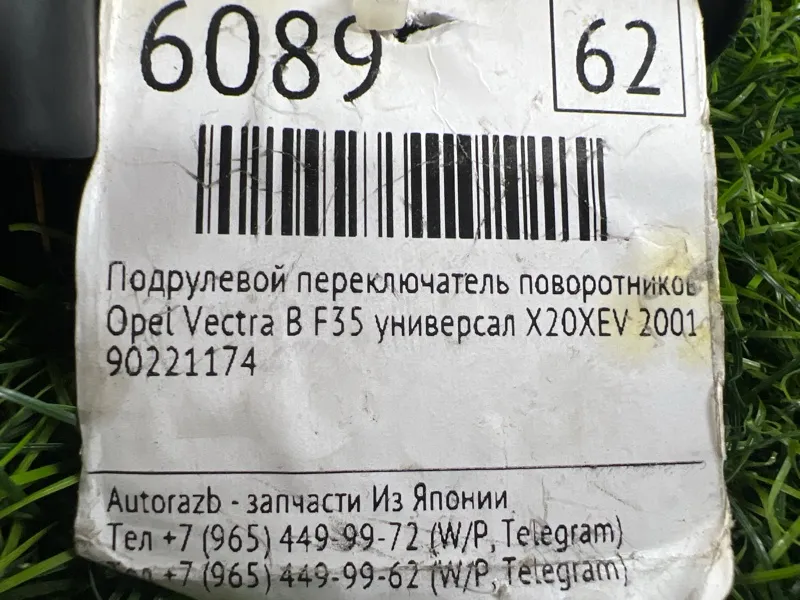 6089
62
Подрулевой переключатель поворотников
Opel Vectra B F35 универсал X20XEV 2001
90221174
Autorazb - запчасти Из Японии
Тел +7 (965) 449-99-72 (W/P, Telegram)
Тел +7 (965) 449-99-62 (W/P, Telegram)